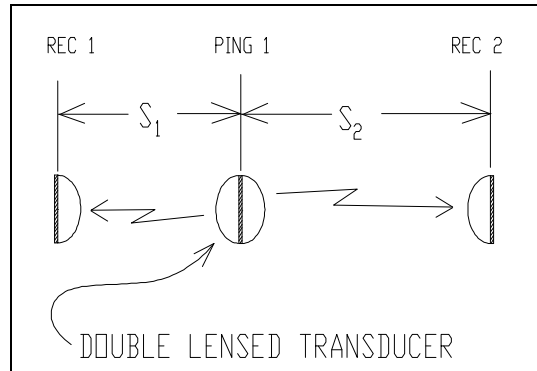 REC 1 PING 1 REC 2
S1 S2
DOUBLE LENSED TRANSDUCER